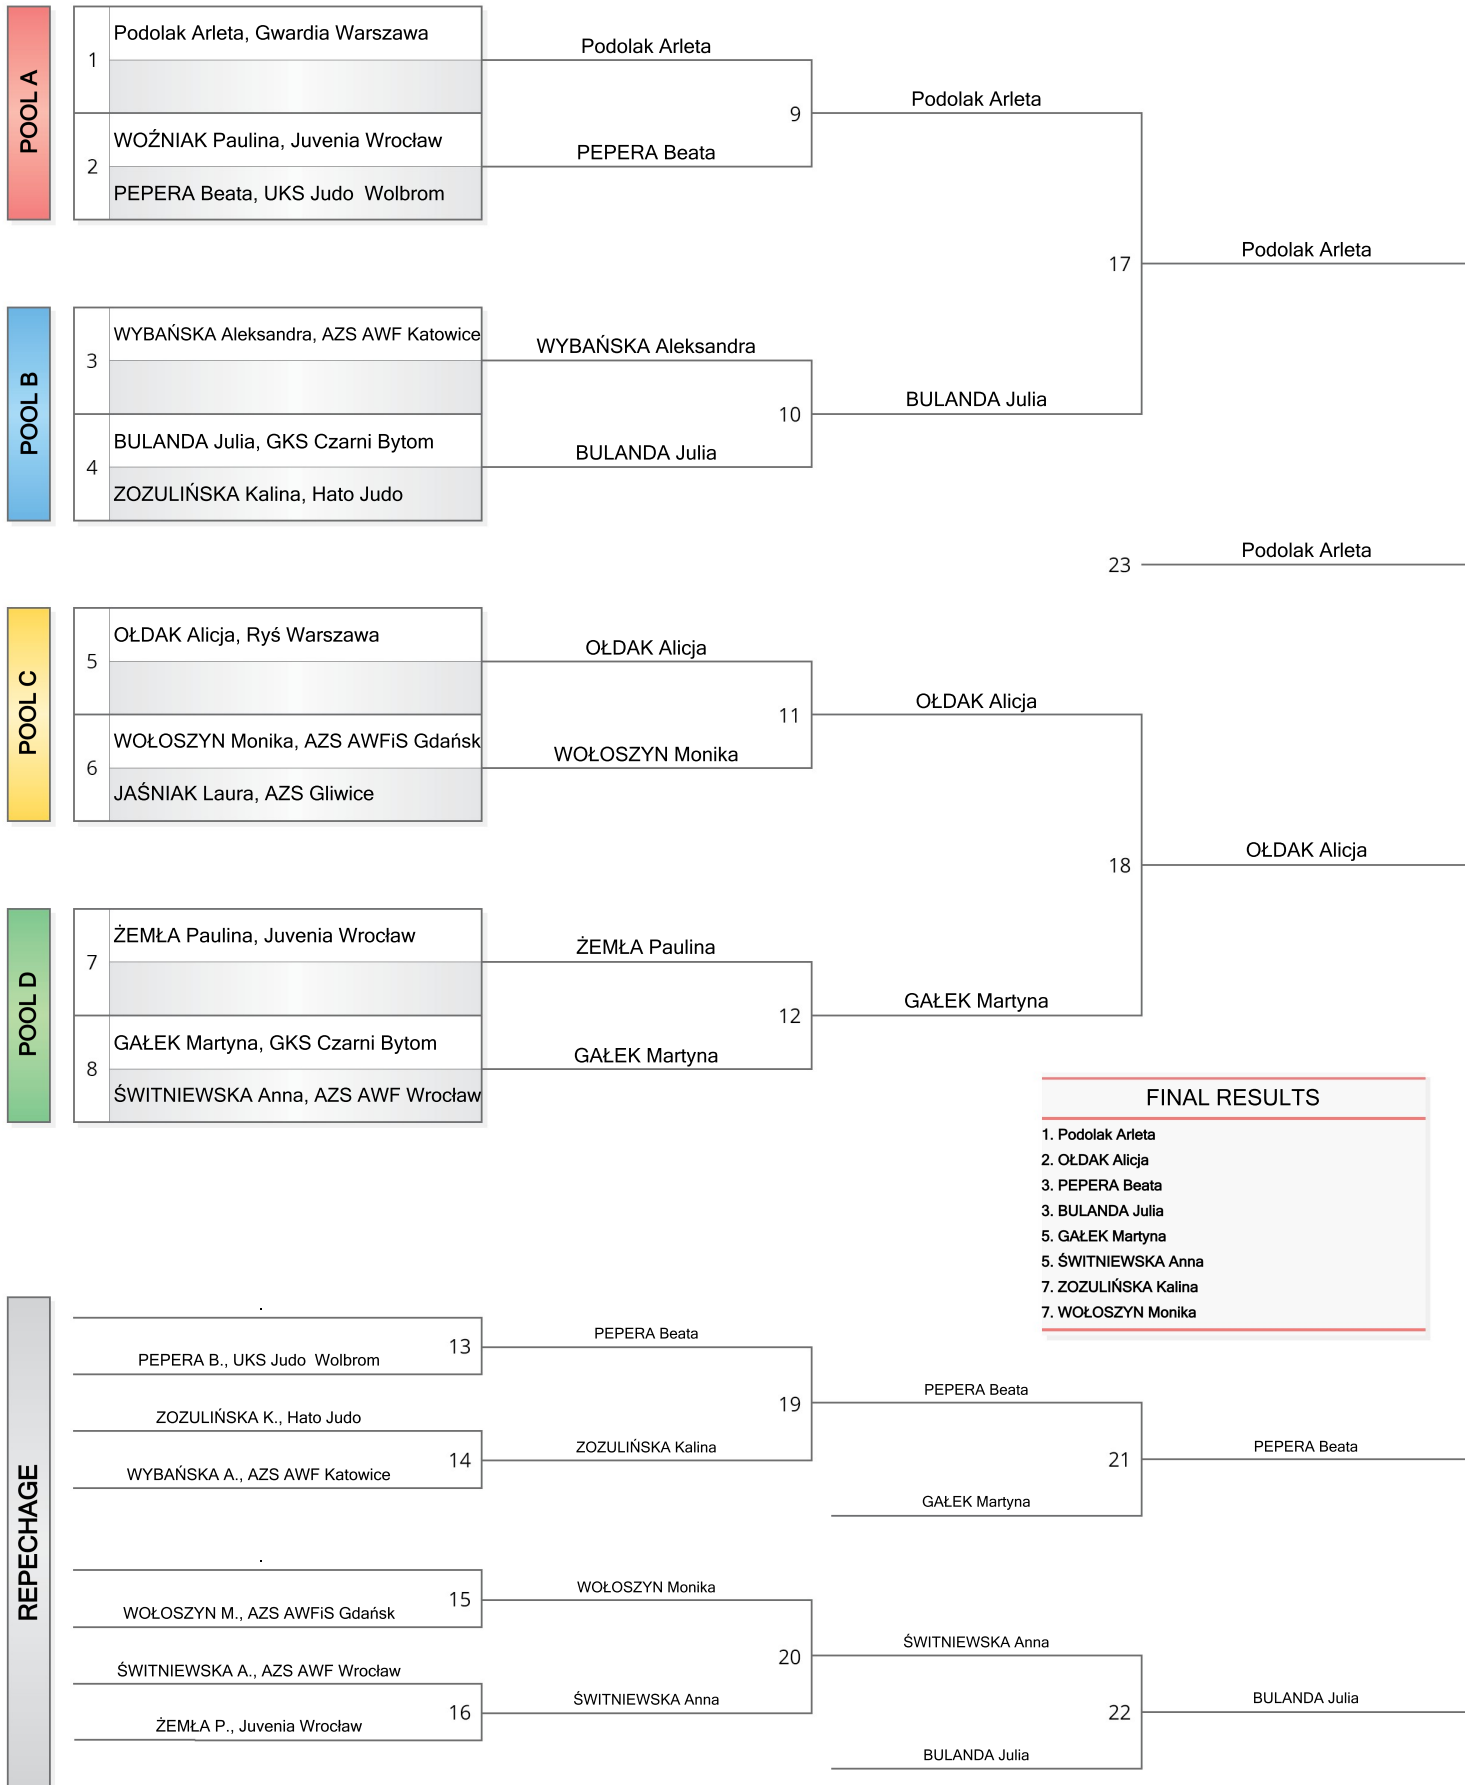 POOL A
1
Podolak Arleta, Gwardia Warszawa
2
WOŹNIAK Paulina, Juvenia Wrocław
PEPERA Beata, UKS Judo  Wolbrom
Podolak Arleta
PEPERA Beata
9
Podolak Arleta
POOL B
3
WYBAŃSKA Aleksandra, AZS AWF Katowice
4
BULANDA Julia, GKS Czarni Bytom
ZOZULIŃSKA Kalina, Hato Judo
WYBAŃSKA Aleksandra
BULANDA Julia
10
BULANDA Julia
17
Podolak Arleta
23
Podolak Arleta
POOL C
5
OŁDAK Alicja, Ryś Warszawa
6
WOŁOSZYN Monika, AZS AWFiS Gdańsk
JAŚNIAK Laura, AZS Gliwice
OŁDAK Alicja
WOŁOSZYN Monika
11
OŁDAK Alicja
POOL D
7
ŻEMŁA Paulina, Juvenia Wrocław
8
GAŁEK Martyna, GKS Czarni Bytom
ŚWITNIEWSKA Anna, AZS AWF Wrocław
ŻEMŁA Paulina
GAŁEK Martyna
12
GAŁEK Martyna
18
OŁDAK Alicja
FINAL RESULTS
1. Podolak Arleta
2. OŁDAK Alicja
3. PEPERA Beata
3. BULANDA Julia
5. GAŁEK Martyna
5. ŚWITNIEWSKA Anna
7. ZOZULIŃSKA Kalina
7. WOŁOSZYN Monika
REPECHAGE
.
PEPERA B., UKS Judo  Wolbrom
13
ZOZULIŃSKA K., Hato Judo
WYBAŃSKA A., AZS AWF Katowice
14
PEPERA Beata
ZOZULIŃSKA Kalina
19
PEPERA Beata
GAŁEK Martyna
21
PEPERA Beata
.
WOŁOSZYN M., AZS AWFiS Gdańsk
15
ŚWITNIEWSKA A., AZS AWF Wrocław
ŻEMŁA P., Juvenia Wrocław
16
WOŁOSZYN Monika
ŚWITNIEWSKA Anna
20
ŚWITNIEWSKA Anna
BULANDA Julia
22
BULANDA Julia